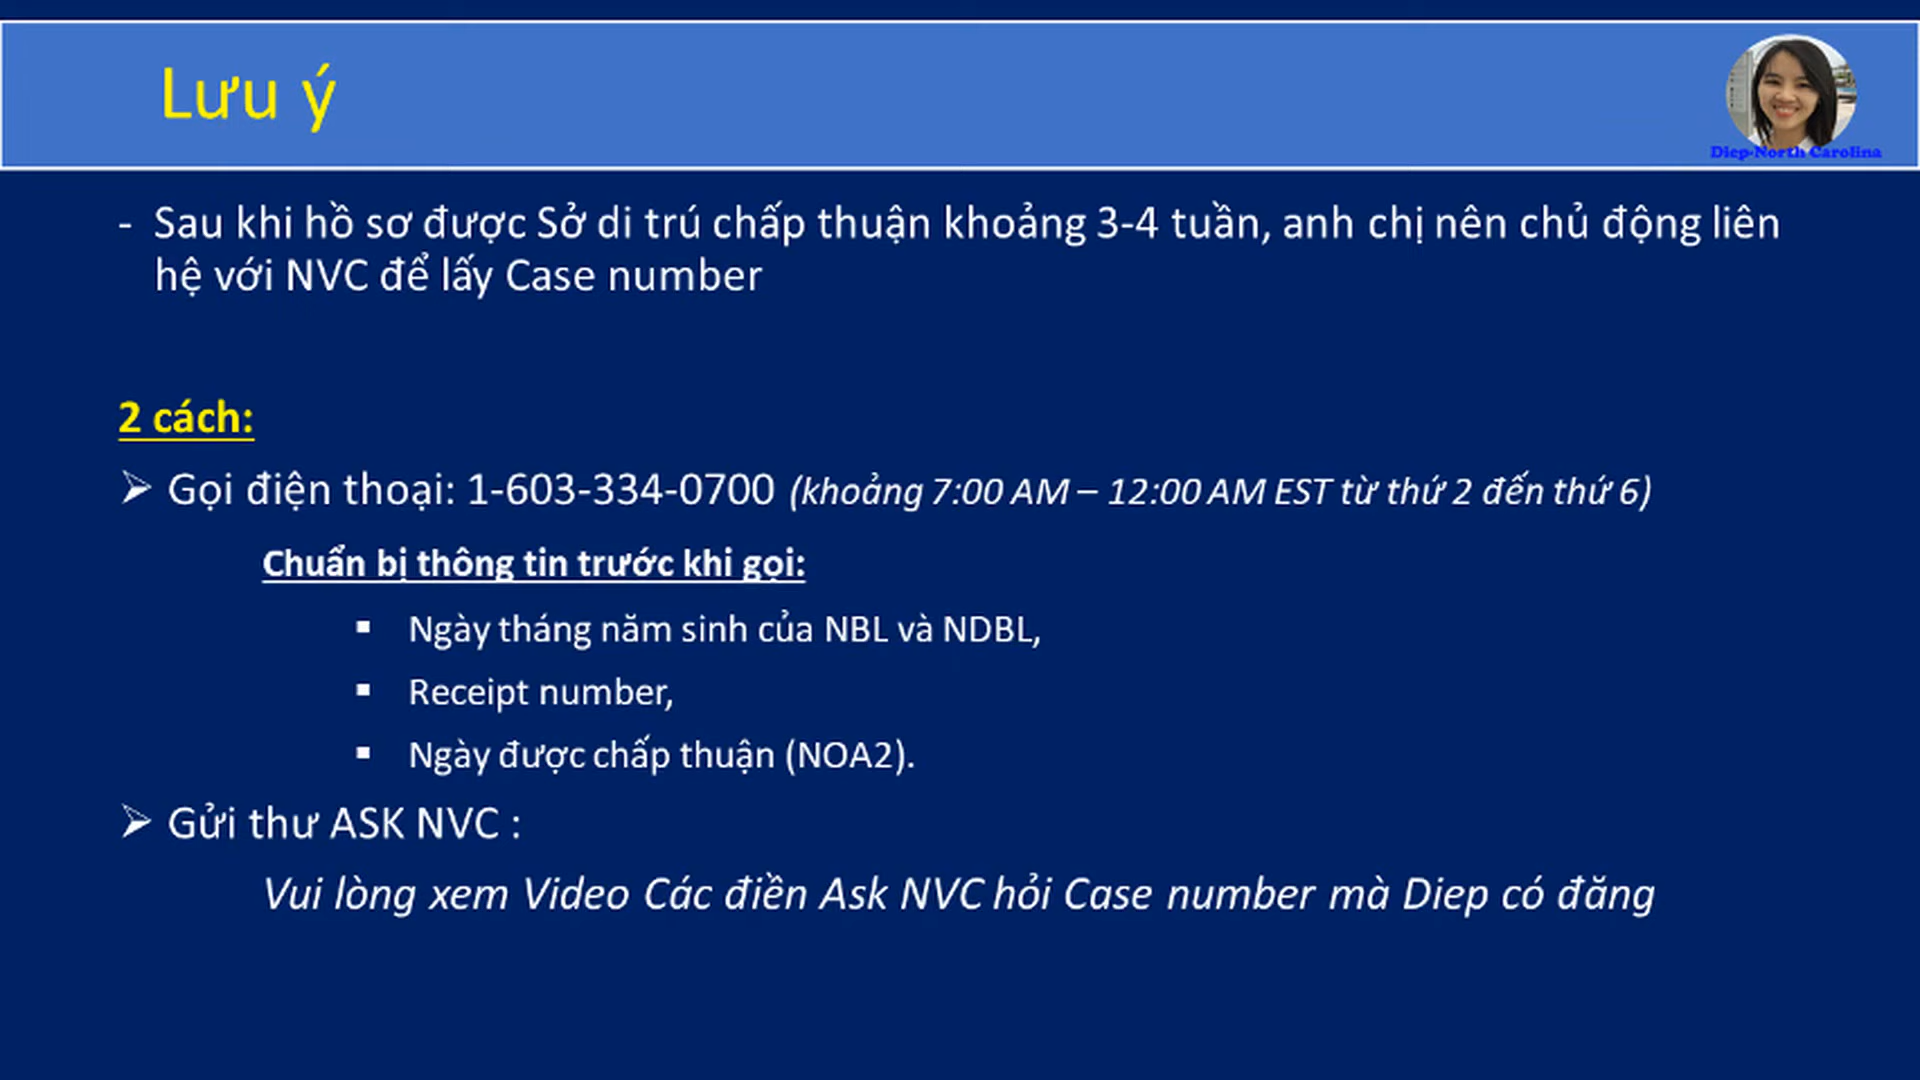 Lưu ý
Diep-North Carolina
- Sau khi hồ sơ được Sở di trú chấp thuận khoảng 3-4 tuần, anh chị nên chủ động liên
hệ với NVC để lấy Case number
2 cách:
➢ Gọi điện thoại: 1-603-334-0700 (khoảng 7:00 AM – 12:00 AM EST từ thứ 2 đến thứ 6)
Chuẩn bị thông tin trước khi gọi:
▪ Ngày tháng năm sinh của NBL và NDBL,
▪ Receipt number,
▪ Ngày được chấp thuận (NOA2).
➢ Gửi thư ASK NVC :
Vui lòng xem Video Các điền Ask NVC hỏi Case number mà Diep có đăng